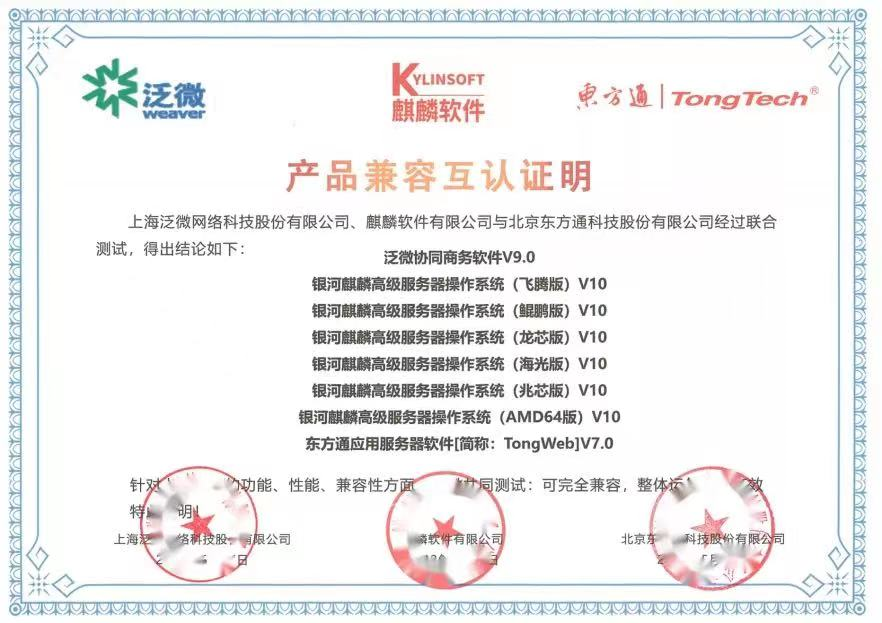 泛微
weaver
KYLINSOFT
麒麟软件
東方通 | TongTech®
产品兼容互认证明
上海泛微网络科技股份有限公司、麒麟软件有限公司与北京东方通科技股份有限公司经过联合
测试，得出结论如下：
泛微协同商务软件V9.0
银河麒麟高级服务器操作系统（飞腾版）V10
银河麒麟高级服务器操作系统（鲲鹏版）V10
银河麒麟高级服务器操作系统（龙芯版）V10
银河麒麟高级服务器操作系统（海光版）V10
银河麒麟高级服务器操作系统（兆芯版）V10
银河麒麟高级服务器操作系统（AMD64版）V10
东方通应用服务器软件[简称：TongWeb]V7.0
针对 的功能、性能、兼容性方面 共同测试：可完全兼容，整体运 效
特 明
上海泛 络科技股 有限公司
麟软件有限公司
北京东 科技股份有限公司
日